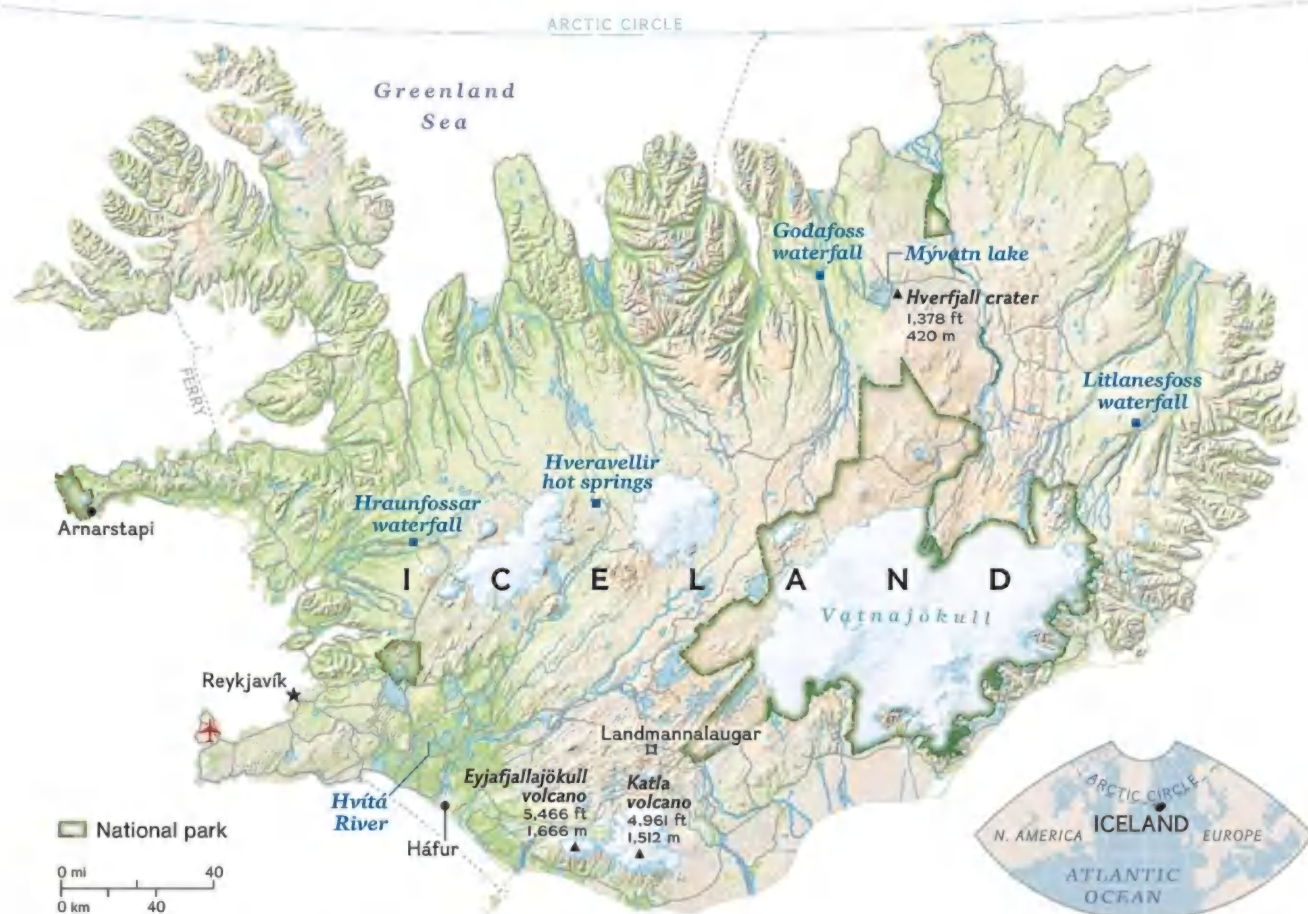 ARCTIC CIRCLE
Greenland
Sea
Godafoss
waterfall
Mývatn lake
Hverfjall crater
1,378 ft
420 m
FERRY
Litlanesfoss
waterfall
Hveravellir
hot springs
Hraunfossar
waterfall
Arnarstapi
ICELAND
Vatnajökull
Reykjavík
Landmannalaugar
Eyjafjallajökull
volcano
5,466 ft
1,666 m
Katla
volcano
4,961 ft
1,512 m
Hvítá
River
Háfur
National park
0 mi 40
0 km 40
ARCTIC CIRCLE
N. AMERICA ICELAND EUROPE
ATLANTIC
OCEAN